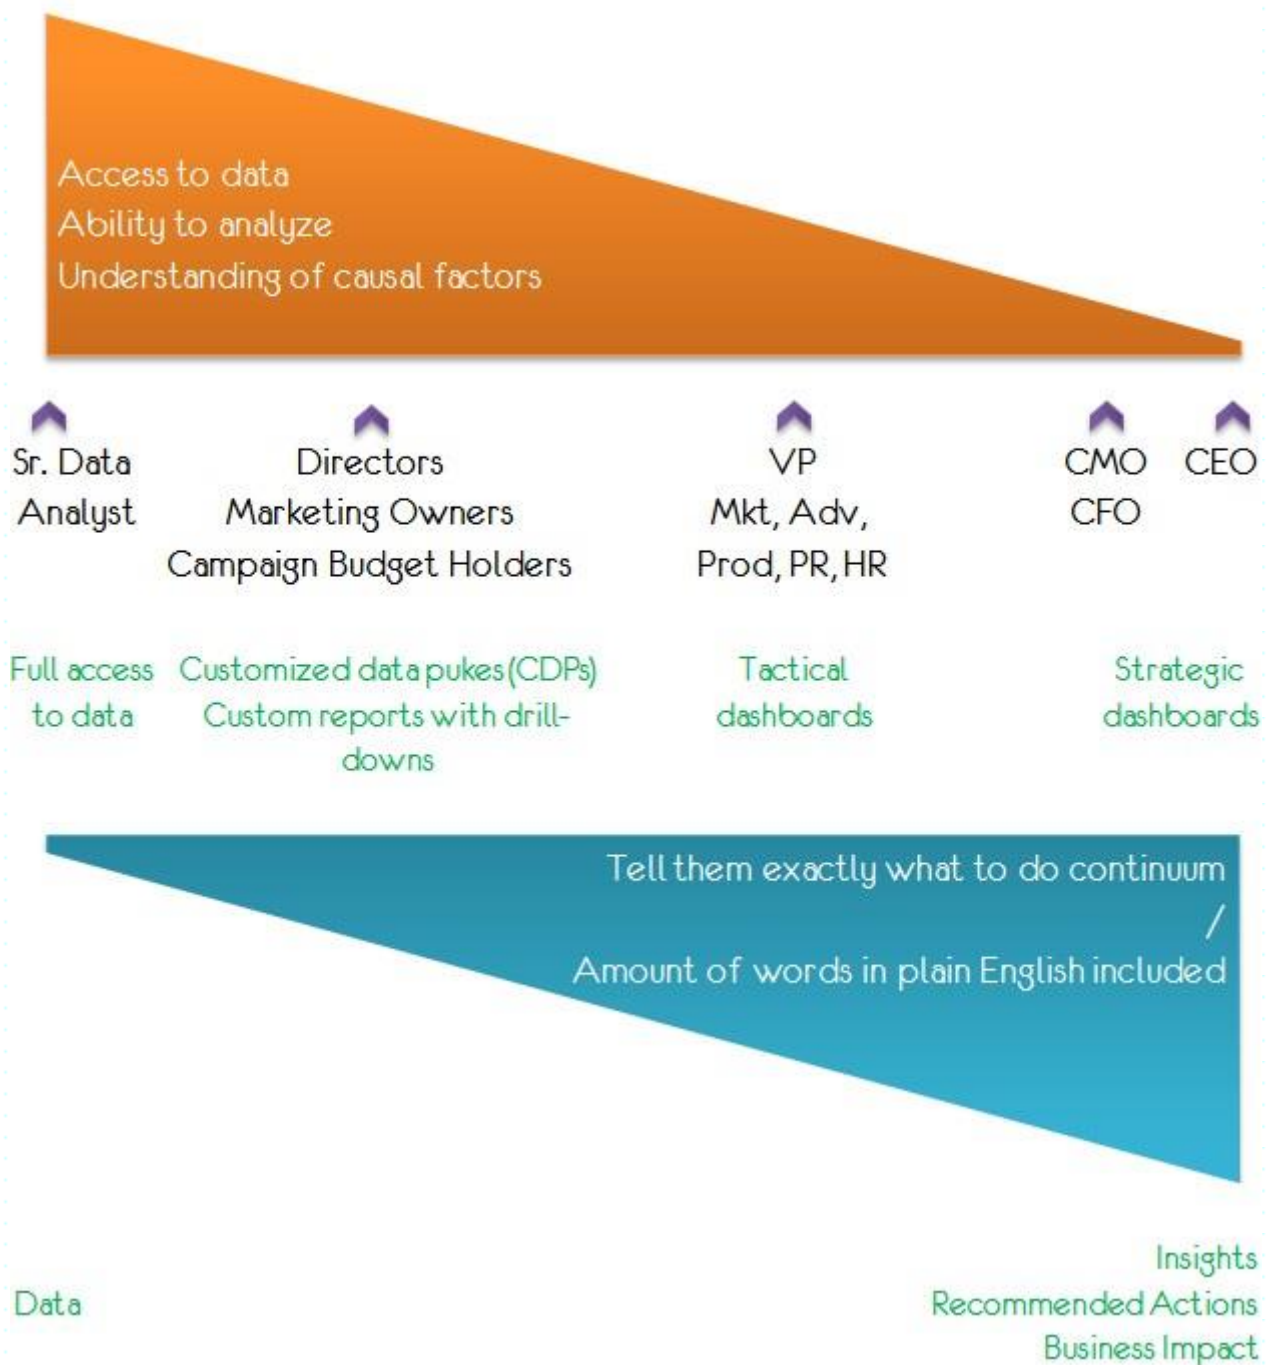 Access to data
Ability to analyze
Understanding of causal factors
Sr. Data
Analyst
Directors
Marketing Owners
Campaign Budget Holders
VP
Mkt, Adv,
Prod, PR, HR
CMO
CFO
CEO
Full access
to data
Customized data pukes (CDPs)
Custom reports with drill-
downs
Tactical
dashboards
Strategic
dashboards
Tell them exactly what to do continuum
/
Amount of words in plain English included
Data
Insights
Recommended Actions
Business Impact